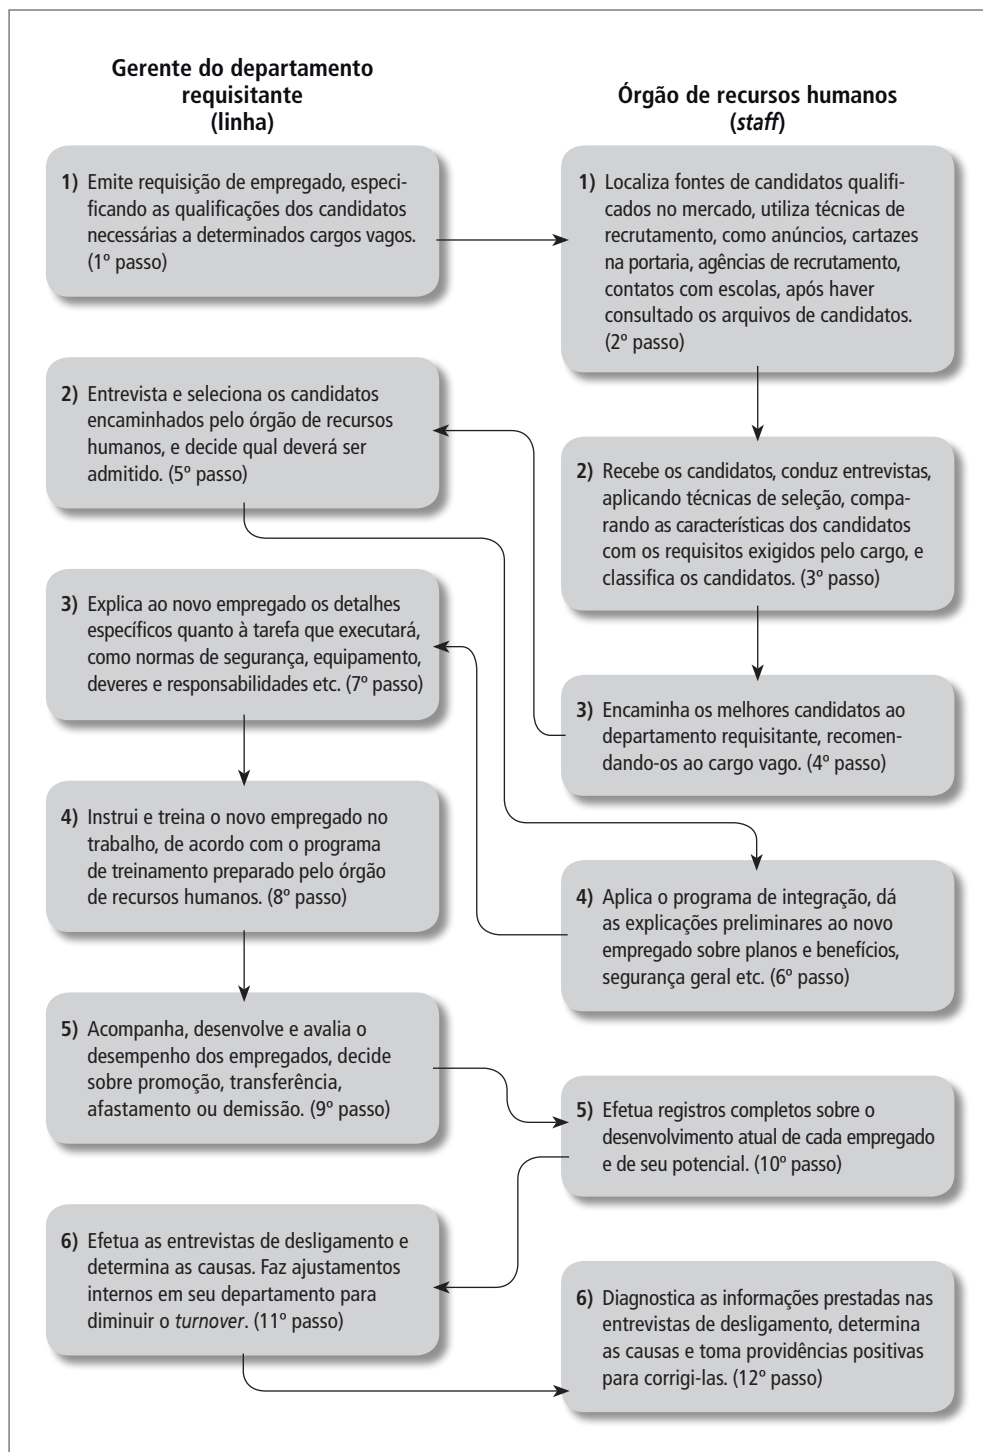 Gerente do departamento
requisitante
(linha)
Órgão de recursos humanos
(staff)
1) Emite requisição de empregado, especi-
ficando as qualificações dos candidatos
necessárias a determinados cargos vagos.
(1º passo)
1) Localiza fontes de candidatos qualifi-
cados no mercado, utiliza técnicas de
recrutamento, como anúncios, cartazes
na portaria, agências de recrutamento,
contatos com escolas, após haver
consultado os arquivos de candidatos.
(2º passo)
2) Entrevista e seleciona os candidatos
encaminhados pelo órgão de recursos
humanos, e decide qual deverá ser
admitido. (5º passo)
2) Recebe os candidatos, conduz entrevistas,
aplicando técnicas de seleção, compa-
rando as características dos candidatos
com os requisitos exigidos pelo cargo, e
classifica os candidatos. (3º passo)
3) Explica ao novo empregado os detalhes
específicos quanto à tarefa que executará,
como normas de segurança, equipamento,
deveres e responsabilidades etc. (7º passo)
3) Encaminha os melhores candidatos ao
departamento requisitante, recomen-
dando-os ao cargo vago. (4º passo)
4) Instrui e treina o novo empregado no
trabalho, de acordo com o programa
de treinamento preparado pelo órgão
de recursos humanos. (8º passo)
4) Aplica o programa de integração, dá
as explicações preliminares ao novo
empregado sobre planos e benefícios,
segurança geral etc. (6º passo)
5) Acompanha, desenvolve e avalia o
desempenho dos empregados, decide
sobre promoção, transferência,
afastamento ou demissão. (9º passo)
5) Efetua registros completos sobre o
desenvolvimento atual de cada empregado
e de seu potencial. (10º passo)
6) Efetua as entrevistas de desligamento e
determina as causas. Faz ajustamentos
internos em seu departamento para
diminuir o turnover. (11º passo)
6) Diagnostica as informações prestadas nas
entrevistas de desligamento, determina
as causas e toma providências positivas
para corrigi-las. (12º passo)